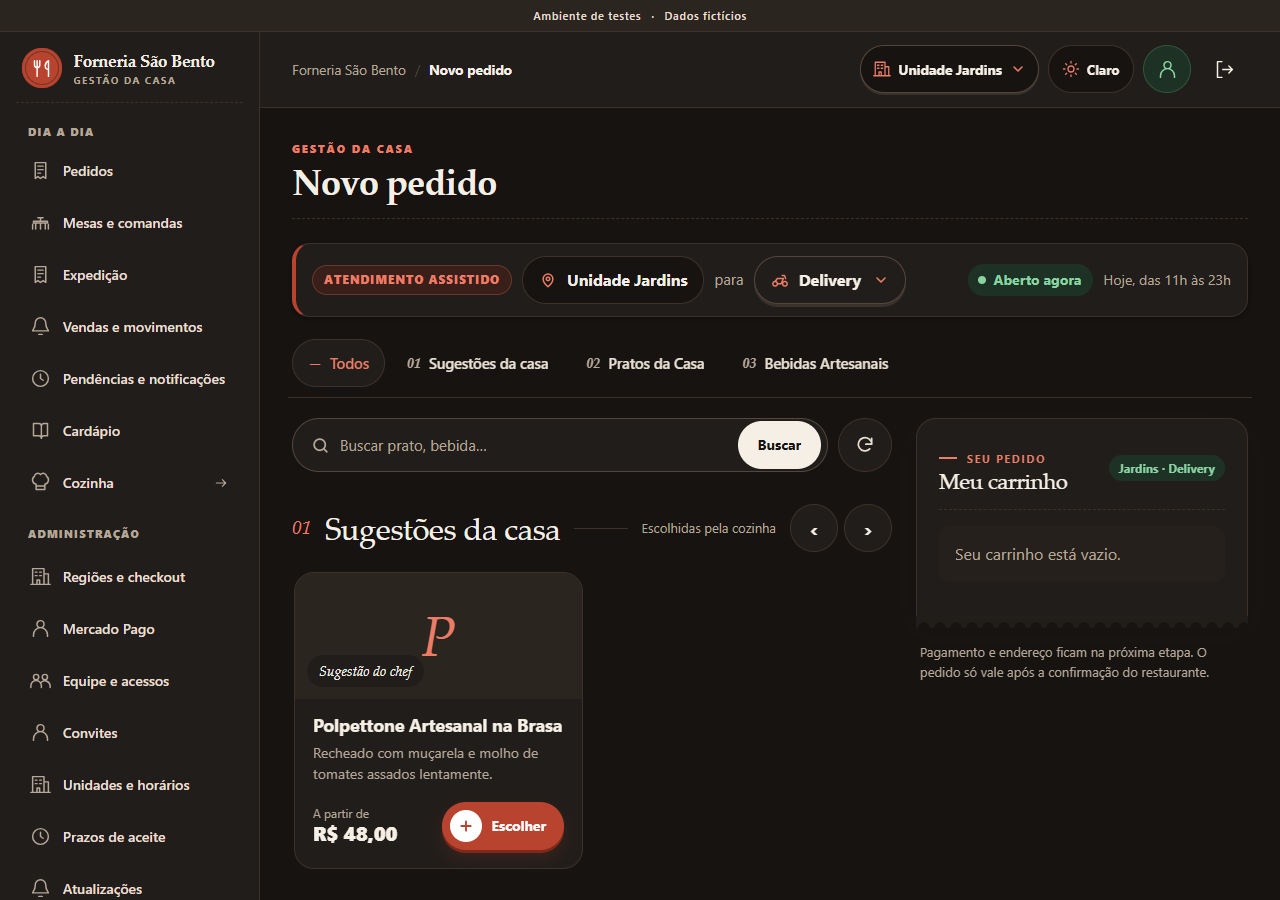 Ambiente de testes · Dados fictícios
Forneria São Bento
GESTÃO DA CASA
DIA A DIA
Pedidos
Mesas e comandas
Expedição
Vendas e movimentos
Pendências e notificações
Cardápio
Cozinha →
ADMINISTRAÇÃO
Regiões e checkout
Mercado Pago
Equipe e acessos
Convites
Unidades e horários
Prazos de aceite
Atualizações
Forneria São Bento / Novo pedido
Unidade Jardins
Claro
GESTÃO DA CASA
Novo pedido
ATENDIMENTO ASSISTIDO Unidade Jardins para Delivery
Aberto agora Hoje, das 11h às 23h
— Todos 01 Sugestões da casa 02 Pratos da Casa 03 Bebidas Artesanais
Buscar prato, bebida... Buscar
01 Sugestões da casa Escolhidas pela cozinha ‹ ›
P
Sugestão do chef
Polpettone Artesanal na Brasa
Recheado com muçarela e molho de
tomates assados lentamente.
A partir de
R$ 48,00
+ Escolher
SEU PEDIDO
Meu carrinho
Jardins · Delivery
Seu carrinho está vazio.
Pagamento e endereço ficam na próxima etapa. O
pedido só vale após a confirmação do restaurante.